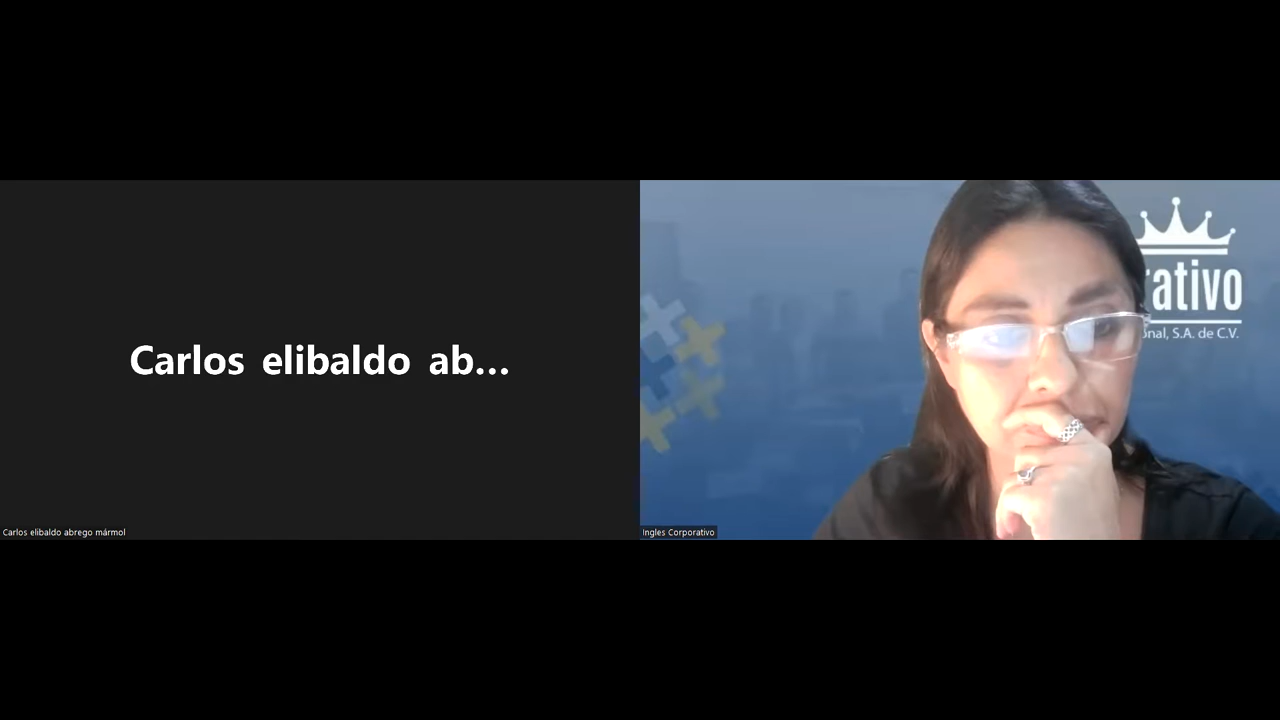 Carlos elibaldo ab...
Carlos elibaldo abrego mármol
rativo
onal, S.A. de C.V.
Ingles Corporativo